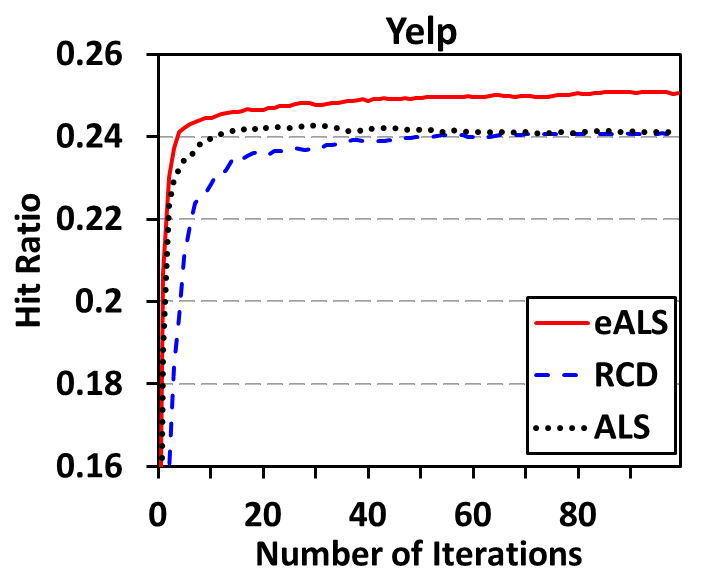 Yelp
0.26
0.24
0.22
0.2
0.18
0.16
Hit Ratio
eALS
RCD
ALS
0 20 40 60 80
Number of Iterations